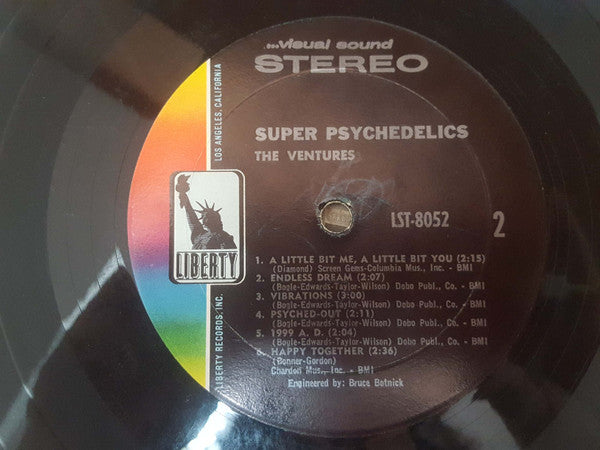 ...visual sound
STEREO
SUPER PSYCHEDELICS
THE VENTURES
LST-8052
2
1. A LITTLE BIT ME, A LITTLE BIT YOU (2:15)
(Diamond) Screen Gems-Columbia Mus., Inc. - BMI
2. ENDLESS DREAM (2:07)
(Bogle-Edwards-Taylor-Wilson) Dobo Publ., Co. - BMI
3. VIBRATIONS (3:00)
(Bogle-Edwards-Taylor-Wilson) Dobo Publ., Co. - BMI
4. PSYCHED-OUT (2:11)
(Bogle-Edwards-Taylor-Wilson) Dobo Publ., Co. - BMI
5. 1999 A. D. (2:04)
(Bogle-Edwards-Taylor-Wilson) Dobo Publ., Co. - BMI
6. HAPPY TOGETHER (2:36)
(Bonner-Gordon)
Chardon Mus., Inc. - BMI
Engineered by: Bruce Botnick
LIBERTY
LIBERTY RECORDS, INC.
LOS ANGELES, CALIFORNIA